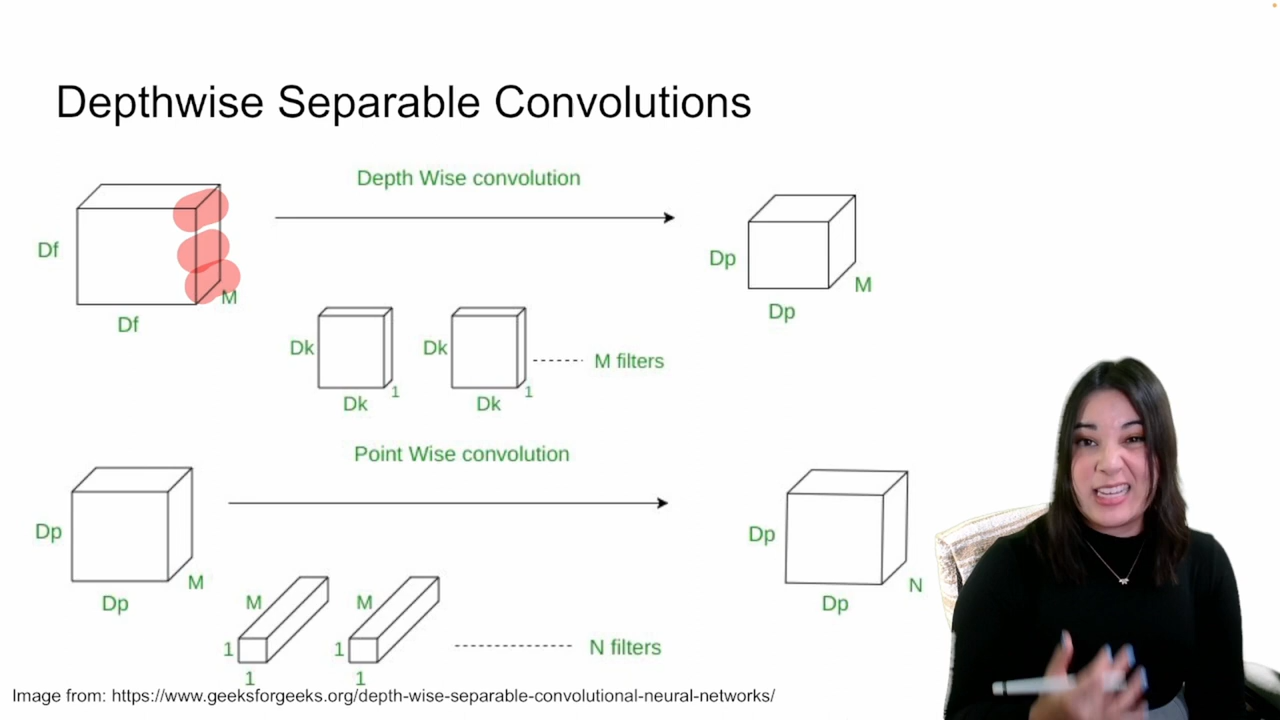 Depthwise Separable Convolutions
Depth Wise convolution
Df
Df
M
Dp
Dp
M
Dk
Dk
1
Dk
Dk
1
M filters
Point Wise convolution
Dp
Dp
M
M
1
1
M
1
1
N filters
Dp
Dp
N
Image from: https://www.geeksforgeeks.org/depth-wise-separable-convolutional-neural-networks/